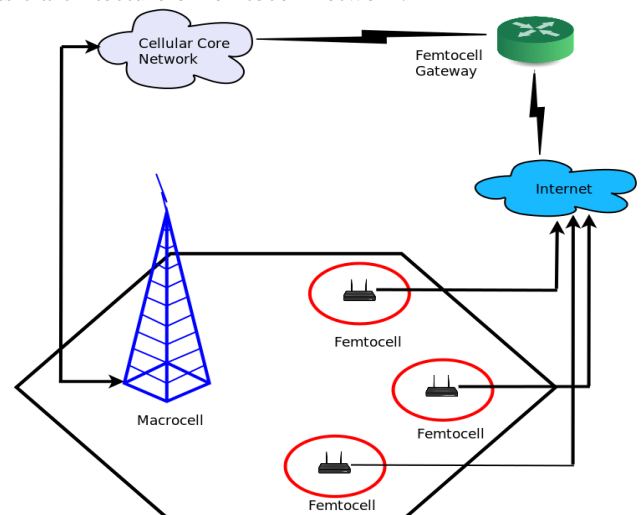 Cellular Core
Network
Femtocell
Gateway
Internet
Femtocell
Macrocell
Femtocell
Femtocell